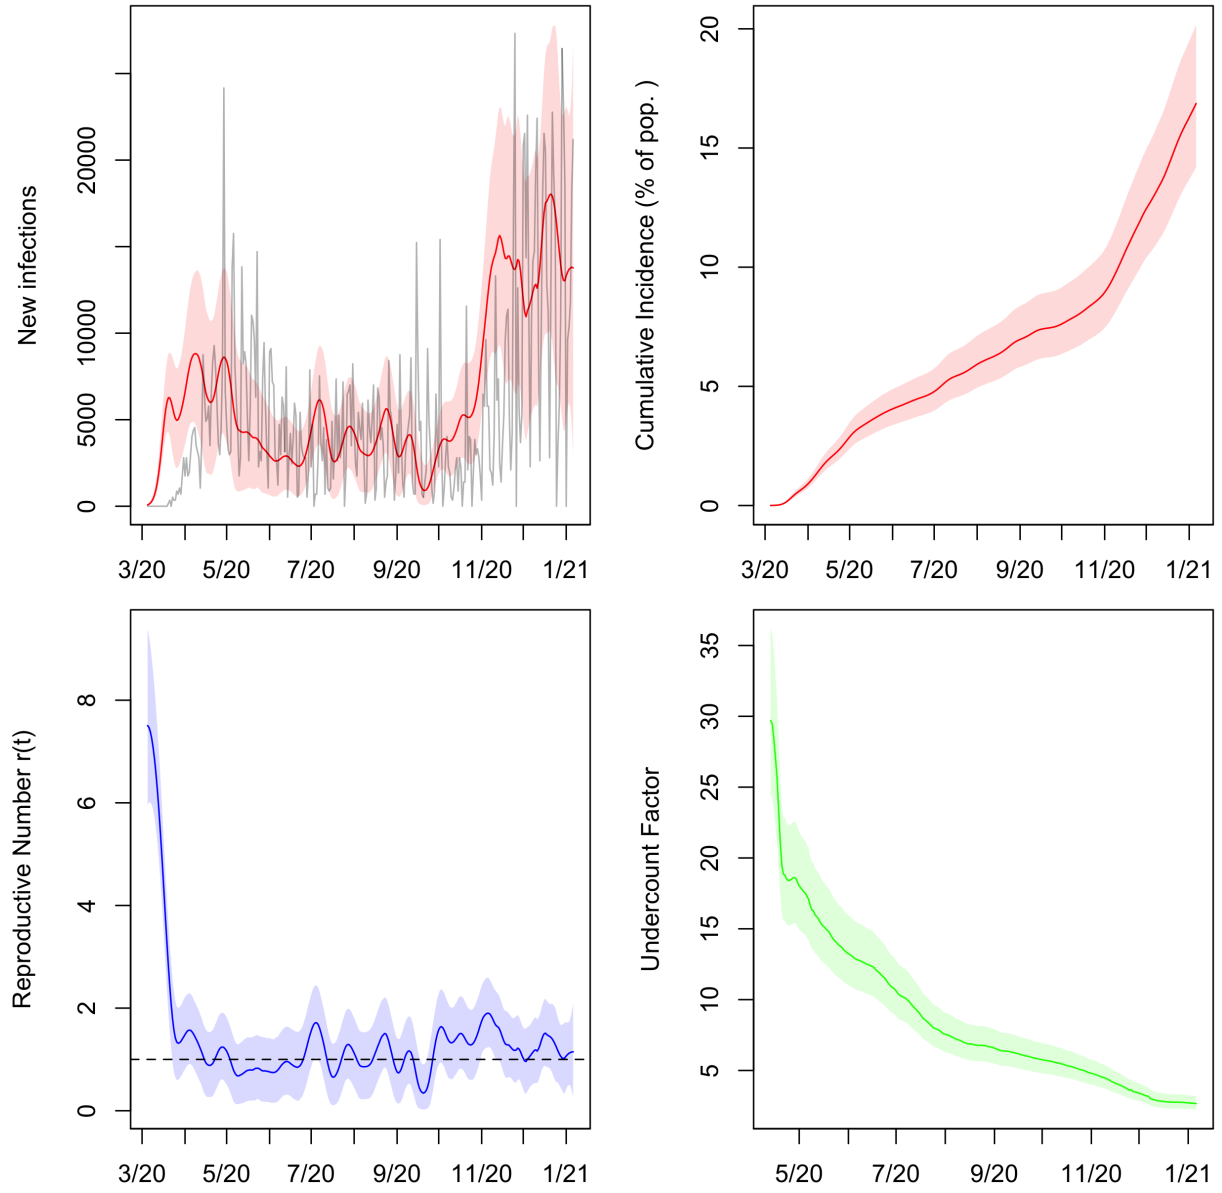 New infections
0
5000
10000
20000
3/20 5/20 7/20 9/20 11/20 1/21
Cumulative Incidence (% of pop. )
0
5
10
15
20
3/20 5/20 7/20 9/20 11/20 1/21
Reproductive Number r(t)
0
2
4
6
8
3/20 5/20 7/20 9/20 11/20 1/21
Undercount Factor
5
10
15
20
25
30
35
5/20 7/20 9/20 11/20 1/21